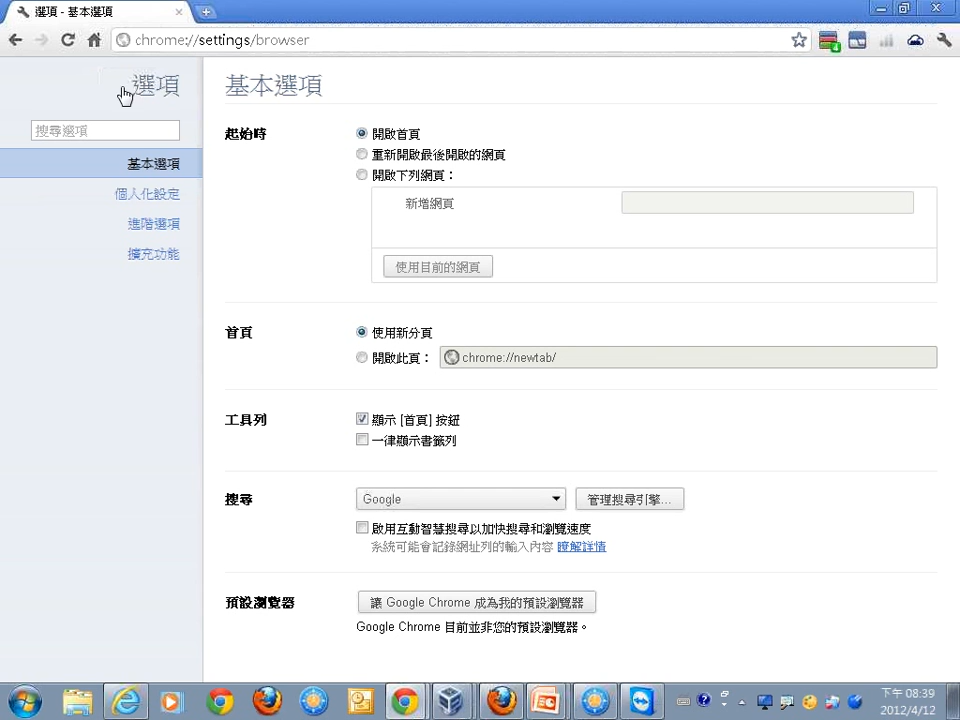 選項 - 基本選項
chrome://settings/browser
選項
搜尋選項
基本選項
個人化設定
進階選項
擴充功能
基本選項
起始時
開啟首頁
重新開啟最後開啟的網頁
開啟下列網頁：
新增網頁
使用目前的網頁
首頁
使用新分頁
開啟此頁：
chrome://newtab/
工具列
顯示 [首頁] 按鈕
一律顯示書籤列
搜尋
Google
管理搜尋引擎...
啟用互動智慧搜尋以加快搜尋和瀏覽速度
系統可能會記錄網址列的輸入內容 瞭解詳情
預設瀏覽器
讓 Google Chrome 成為我的預設瀏覽器
Google Chrome 目前並非您的預設瀏覽器。
下午 08:39
2012/4/12